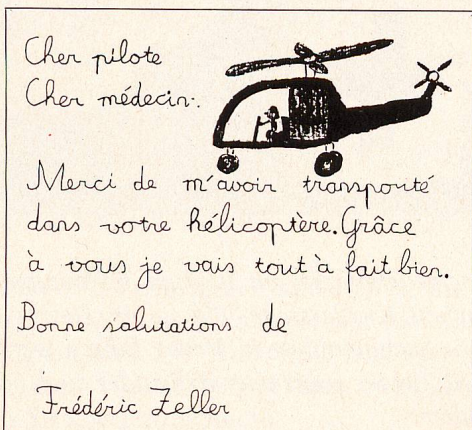 Cher pilote
Cher médecin.
Merci de m'avoir transporté
dans votre hélicoptère. Grâce
à vous je vais tout à fait bien.
Bonne salutations de
Frédéric Zeller